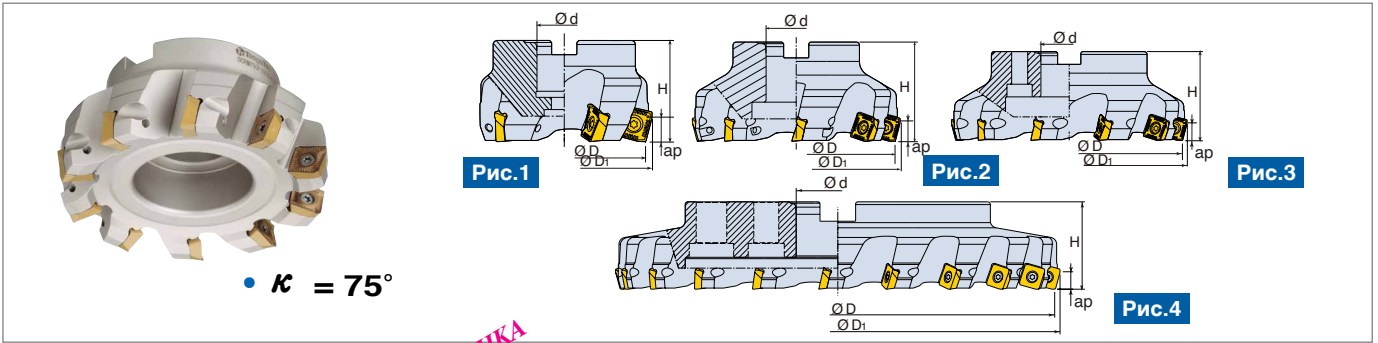 Ø d
H
ap
Ø D
Ø D1
Рис.1
Ø d
H
ap
Ø D
Ø D1
Рис.2
Ø d
H
ap
Ø D
Ø D1
Рис.3
• κ = 75°
Ø d
H
ap
Ø D
Ø D1
Рис.4